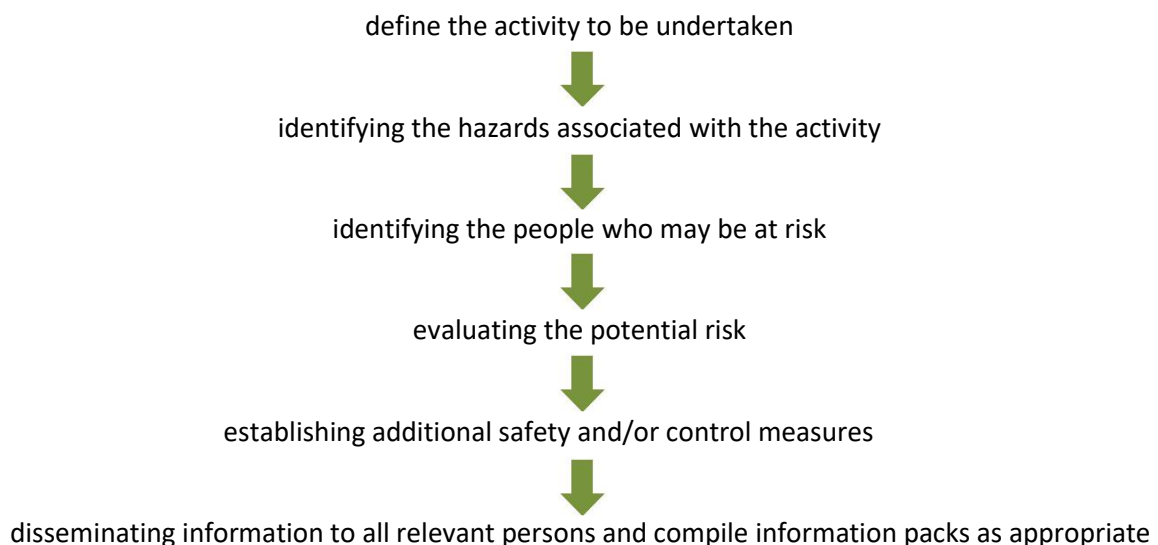 define the activity to be undertaken
identifying the hazards associated with the activity
identifying the people who may be at risk
evaluating the potential risk
establishing additional safety and/or control measures
disseminating information to all relevant persons and compile information packs as appropriate